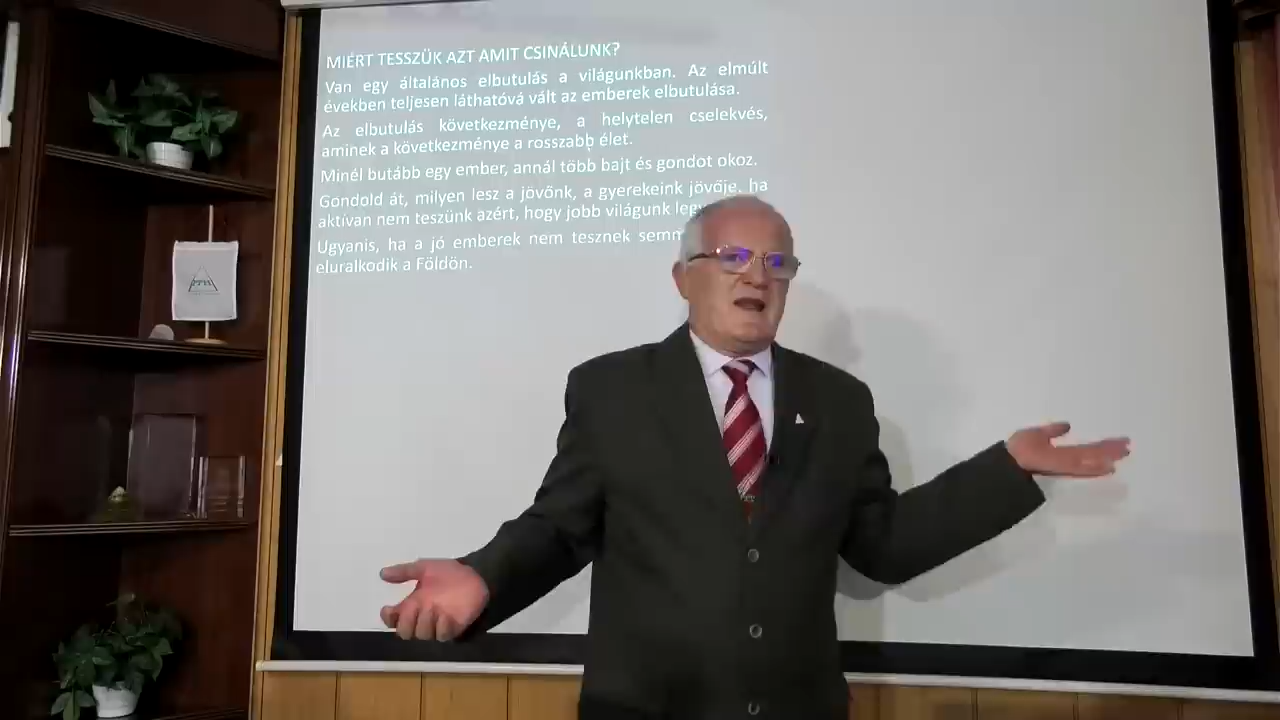 MIÉRT TESSZÜK AZT AMIT CSINÁLUNK?
Van egy általános elbutulás a világunkban. Az elmúlt
években teljesen láthatóvá vált az emberek elbutulása.
Az elbutulás következménye, a helytelen cselekvés,
aminek a következménye a rosszabb élet.
Minél butább egy ember, annál több bajt és gondot okoz.
Gondold át, milyen lesz a jövőnk, a gyerekeink jövője, ha
aktívan nem teszünk azért, hogy jobb világunk
Ugyanis, ha a jó emberek nem tesznek
eluralkodik a Földön.